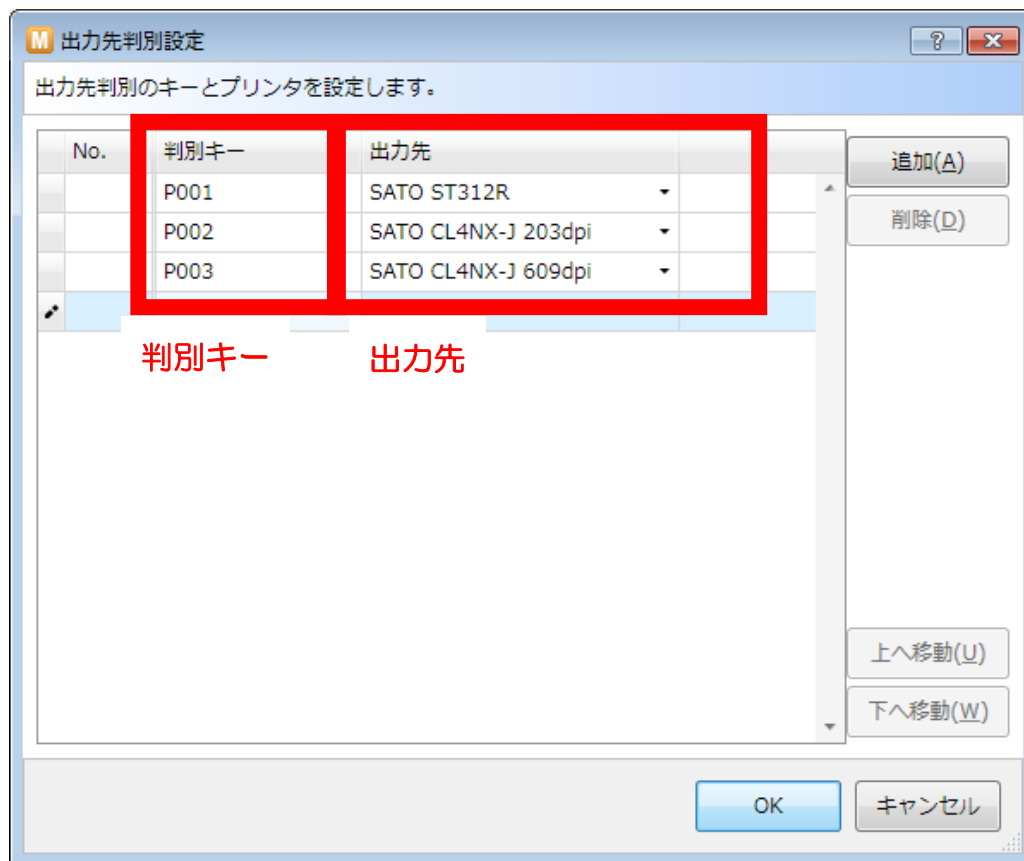 M 出力先判別設定 ?
出力先判別のキーとプリンタを設定します。
No. 判別キー 出力先
追加(A)
P001 SATO ST312R
削除(D)
P002 SATO CL4NX-J 203dpi
P003 SATO CL4NX-J 609dpi
判別キー 出力先
上へ移動(U)
下へ移動(W)
OK キャンセル